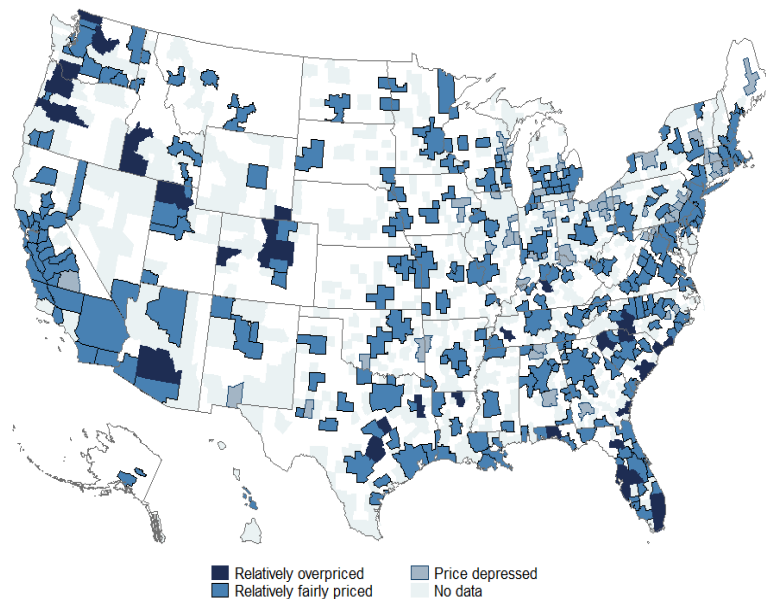 Relatively overpriced
Price depressed
Relatively fairly priced
No data